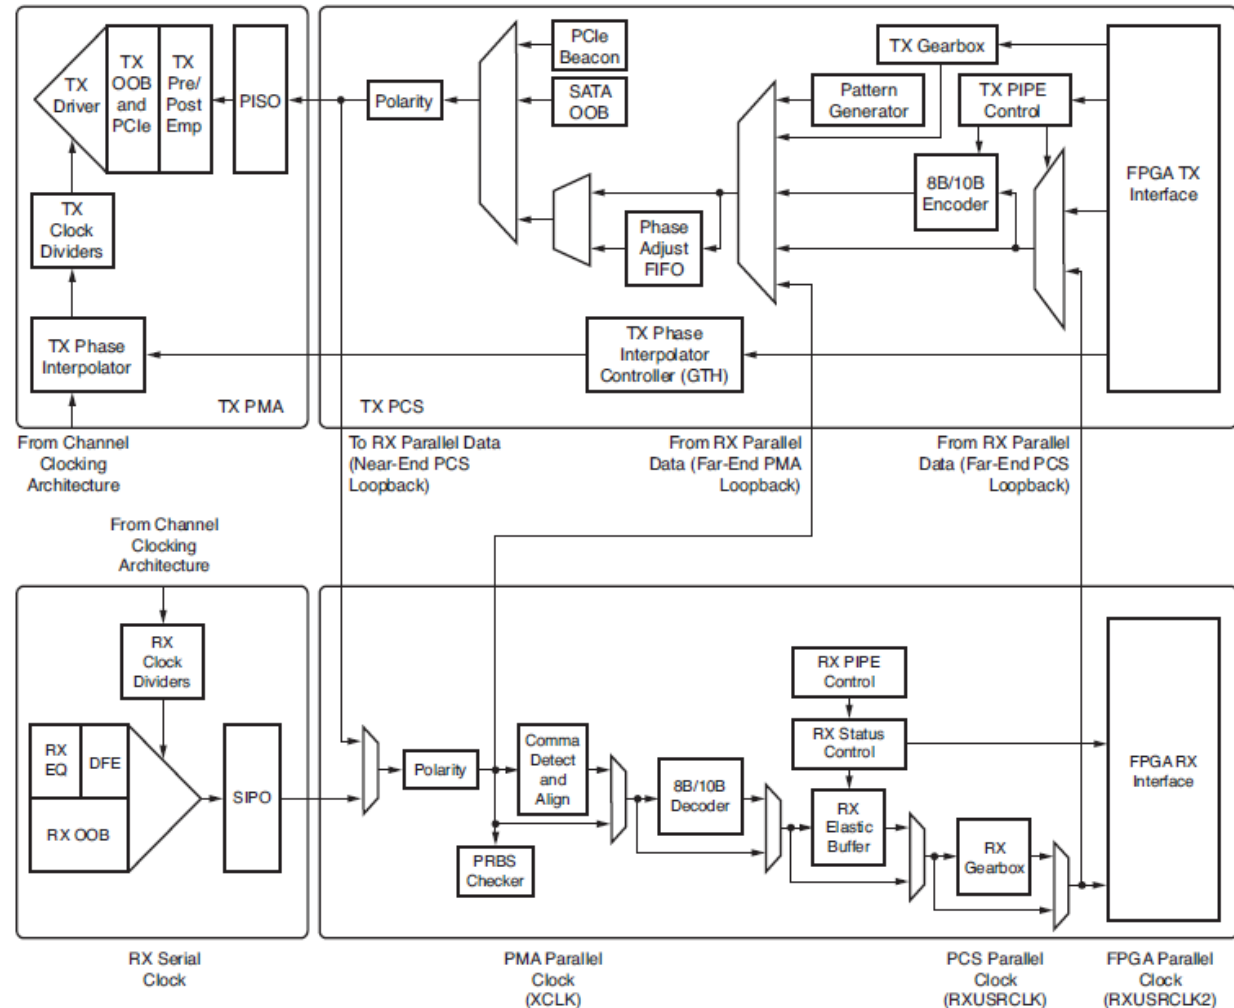 TX
Driver
TX
OOB
and
PCIe
TX
Pre/
Post
Emp
PISO
Polarity
PCIe
Beacon
SATA
OOB
TX Gearbox
Pattern
Generator
TX PIPE
Control
FPGA TX
Interface
8B/10B
Encoder
Phase
Adjust
FIFO
TX
Clock
Dividers
TX Phase
Interpolator
TX Phase
Interpolator
Controller (GTH)
TX PMA
TX PCS
From Channel
Clocking
Architecture
To RX Parallel Data
(Near-End PCS
Loopback)
From RX Parallel
Data (Far-End PMA
Loopback)
From RX Parallel
Data (Far-End PCS
Loopback)
From Channel
Clocking
Architecture
RX
Clock
Dividers
RX
EQ
DFE
RX OOB
SIPO
Polarity
Comma
Detect
and
Align
PRBS
Checker
8B/10B
Decoder
RX PIPE
Control
RX Status
Control
RX
Elastic
Buffer
RX
Gearbox
FPGA RX
Interface
RX Serial
Clock
PMA Parallel
Clock
(XCLK)
PCS Parallel
Clock
(RXUSRCLK)
FPGA Parallel
Clock
(RXUSRCLK2)